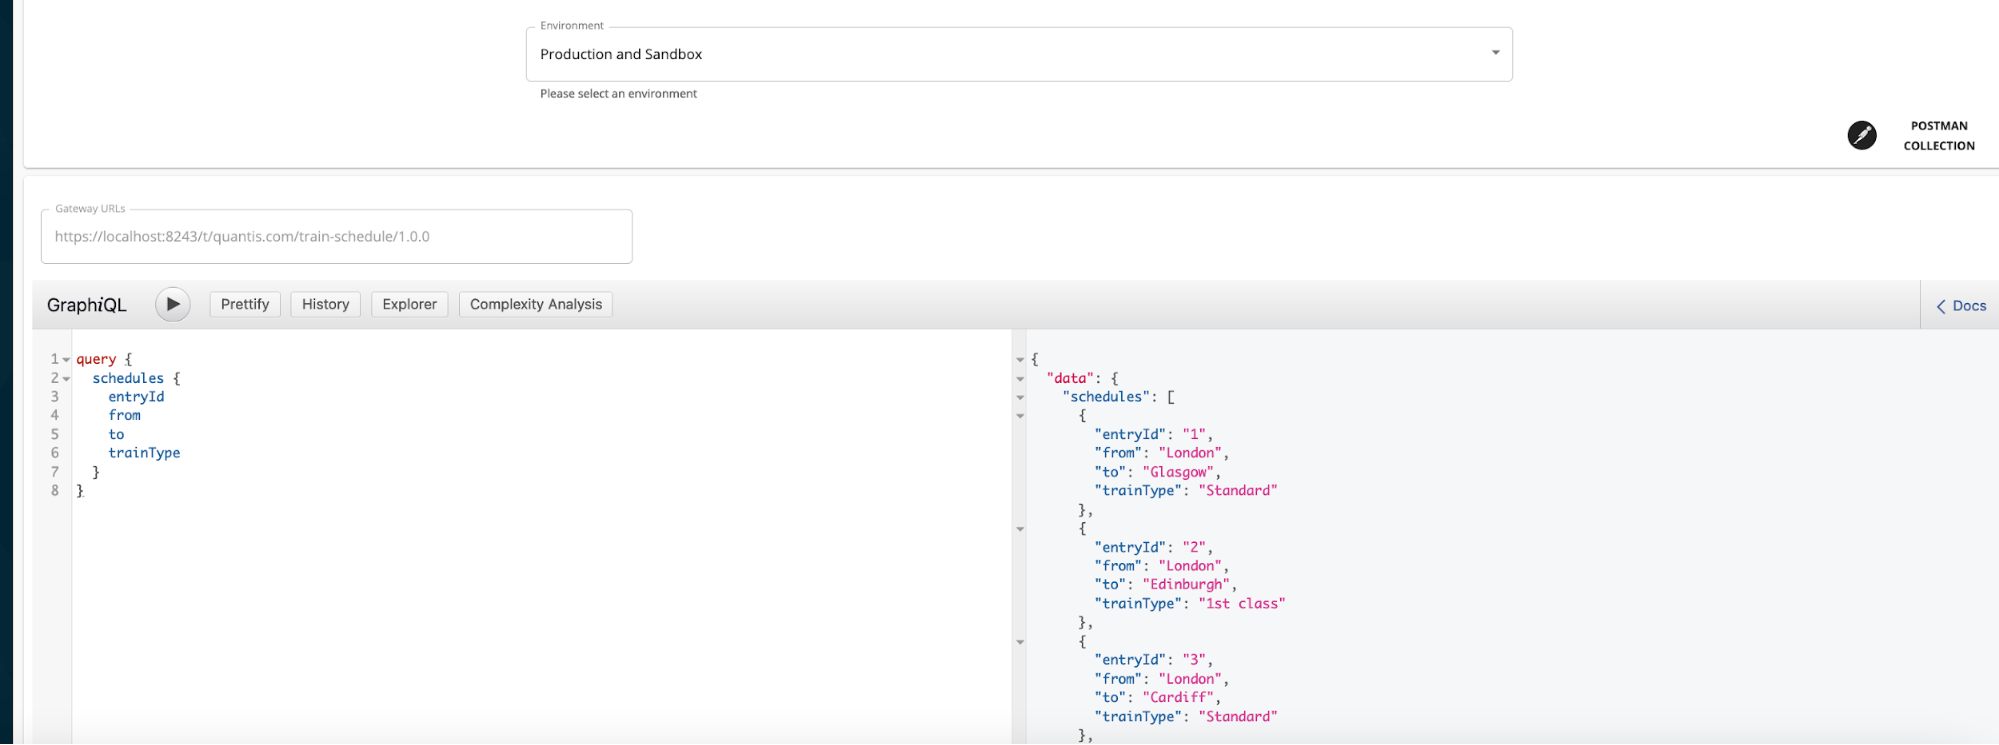 Environment
Production and Sandbox
Please select an environment
POSTMAN
COLLECTION
Gateway URLs
https://localhost:8243/t/quantis.com/train-schedule/1.0.0
GraphiQL
Prettify
History
Explorer
Complexity Analysis
Docs
1 query {
2 schedules {
3 entryId
4 from
5 to
6 trainType
7 }
8 }
{
"data": {
"schedules": [
{
"entryId": "1",
"from": "London",
"to": "Glasgow",
"trainType": "Standard"
},
{
"entryId": "2",
"from": "London",
"to": "Edinburgh",
"trainType": "1st class"
},
{
"entryId": "3",
"from": "London",
"to": "Cardiff",
"trainType": "Standard"
},